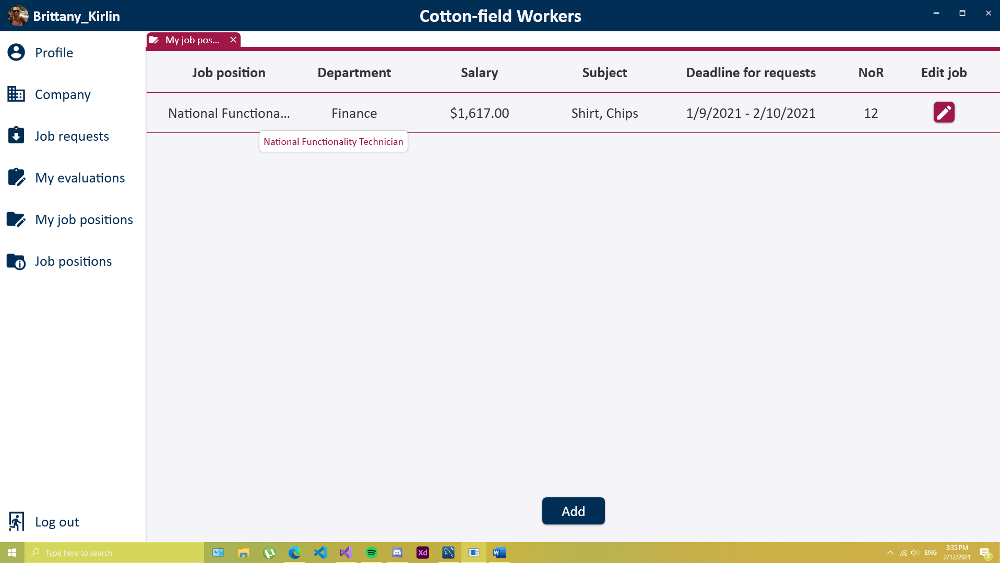 Brittany_Kirlin
Cotton-field Workers
Profile
Company
Job requests
My evaluations
My job positions
Job positions
Log out
My job pos...
Job position Department Salary Subject Deadline for requests NoR Edit job
National Functiona... Finance $1,617.00 Shirt, Chips 1/9/2021 - 2/10/2021 12
National Functionality Technician
Add
Type here to search
Xd
W
ENG
3:35 PM
2/12/2021
2